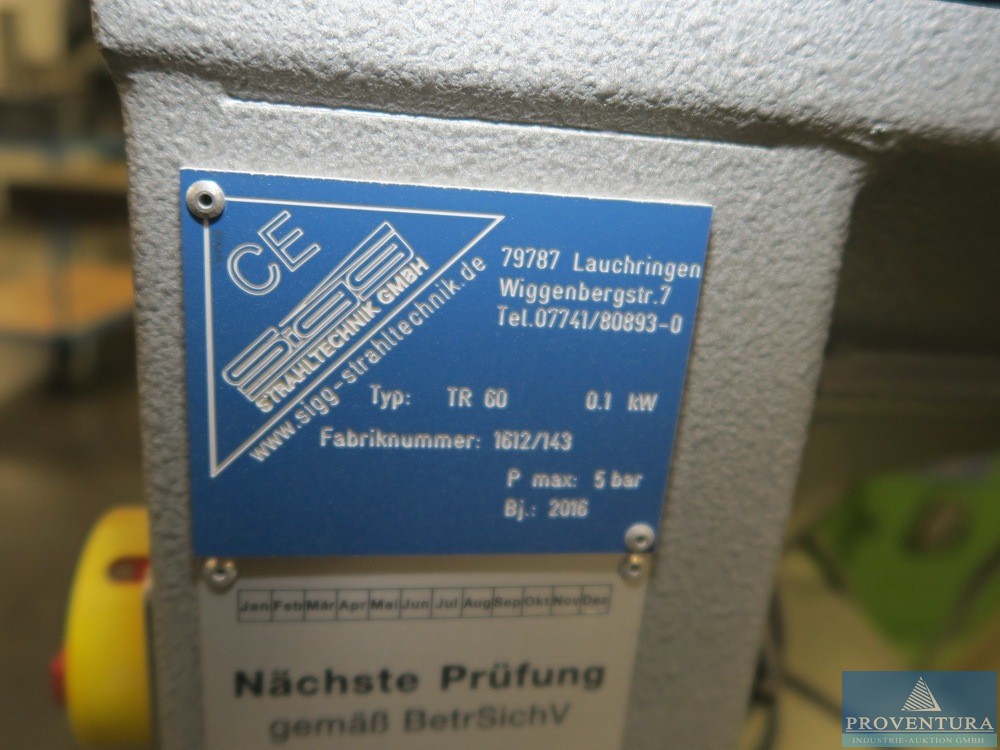 CE
SIGG
STRAHLTECHNIK GMBH
www.sigg-strahltechnik.de
79787 Lauchringen
Wiggenbergstr.7
Tel.07741/80893-0
Typ: TR 60 0.1 kW
Fabriknummer: 1612/143
P max: 5 bar
Bj.: 2016
Jan Feb Mär Apr Mai Jun Jul Aug Sep Okt Nov Dez
Nächste Prüfung
gemäß BetrSichV
PROVENTURA
INDUSTRIE-AUKTION GMBH